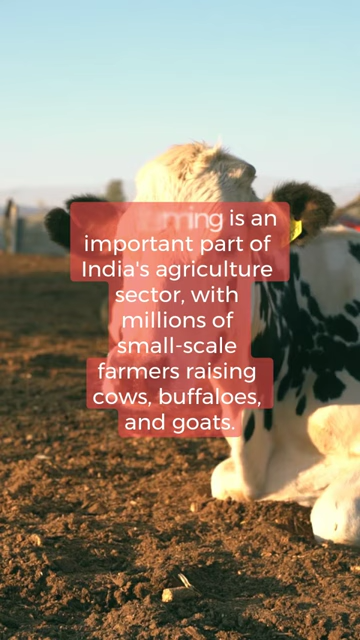 is an
important part of
India's agriculture
sector, with
millions of
small-scale
farmers raising
cows, buffaloes,
and goats.